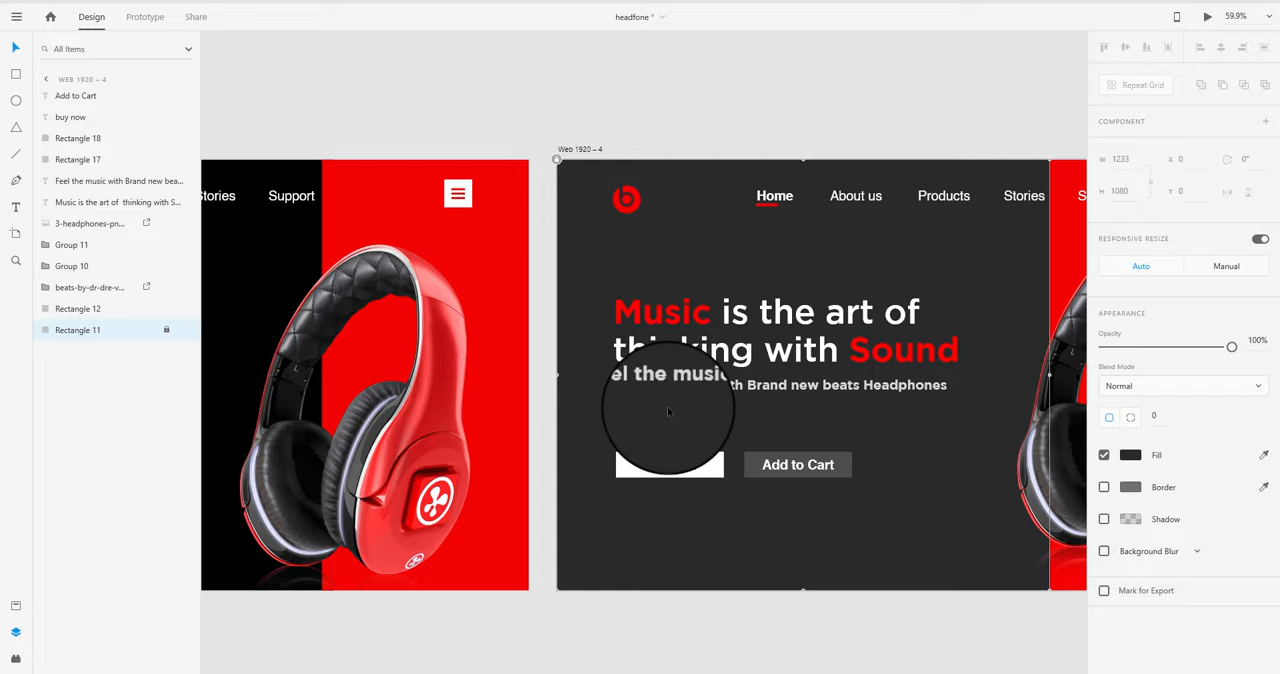 Design
Prototype
Share
headfone *
59.9%
All Items
WEB 1920 – 4
Add to Cart
buy now
Rectangle 18
Rectangle 17
Feel the music with Brand new bea...
Music is the art of thinking with S...
3-headphones-pn...
Group 11
Group 10
beats-by-dr-dre-v...
Rectangle 12
Rectangle 11
Stories
Support
Web 1920 – 4
Home
About us
Products
Stories
S
Music is the art of
thinking with Sound
el the music
th Brand new beats Headphones
Add to Cart
Repeat Grid
COMPONENT
W 1233
X 0
0°
H 1080
Y 0
RESPONSIVE RESIZE
Auto
Manual
APPEARANCE
Opacity
100%
Blend Mode
Normal
0
Fill
Border
Shadow
Background Blur
Mark for Export